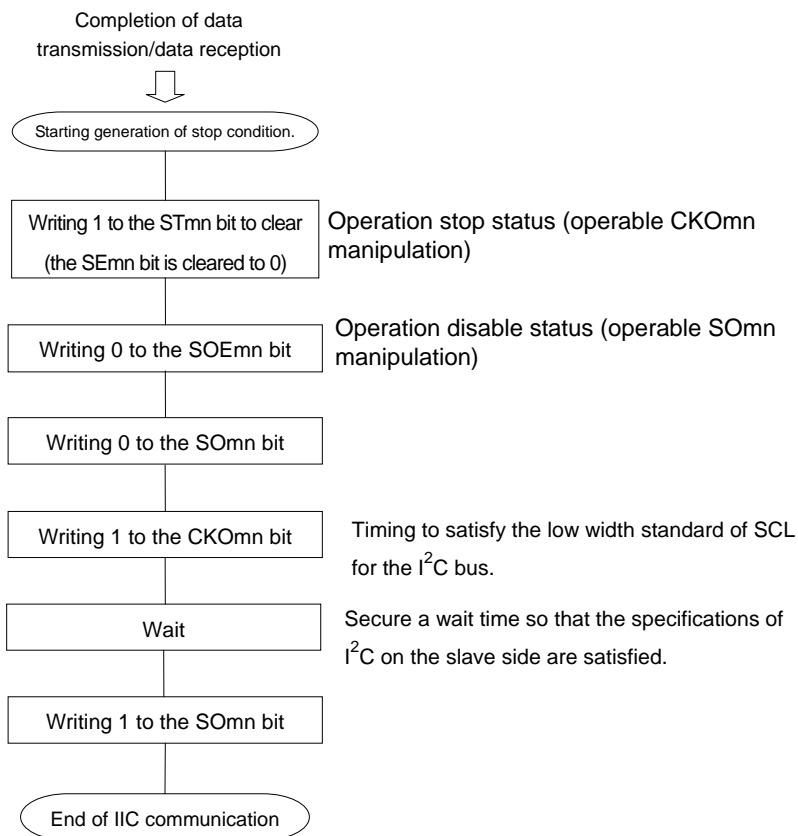 Completion of data
transmission/data reception
Starting generation of stop condition.
Writing 1 to the STmn bit to clear
(the SEmn bit is cleared to 0)
Operation stop status (operable CKOmn
manipulation)
Writing 0 to the SOEmn bit
Operation disable status (operable SOmn
manipulation)
Writing 0 to the SOmn bit
Writing 1 to the CKOmn bit
Timing to satisfy the low width standard of SCL
for the I²C bus.
Wait
Secure a wait time so that the specifications of
I²C on the slave side are satisfied.
Writing 1 to the SOmn bit
End of IIC communication